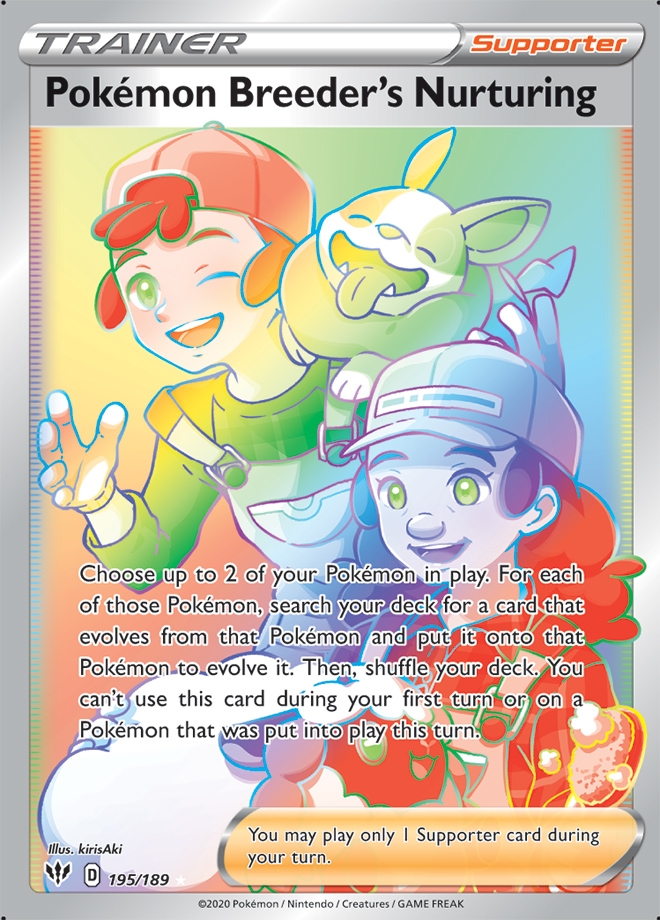 TRAINER
Supporter
Pokémon Breeder's Nurturing
Choose up to 2 of your Pokémon in play. For each
of those Pokémon, search your deck for a card that
evolves from that Pokémon and put it onto that
Pokémon to evolve it. Then, shuffle your deck. You
can't use this card during your first turn or on a
Pokémon that was put into play this turn.
You may play only 1 Supporter card during
your turn.
Illus. kirisAki
D 195/189
©2020 Pokémon / Nintendo / Creatures / GAME FREAK